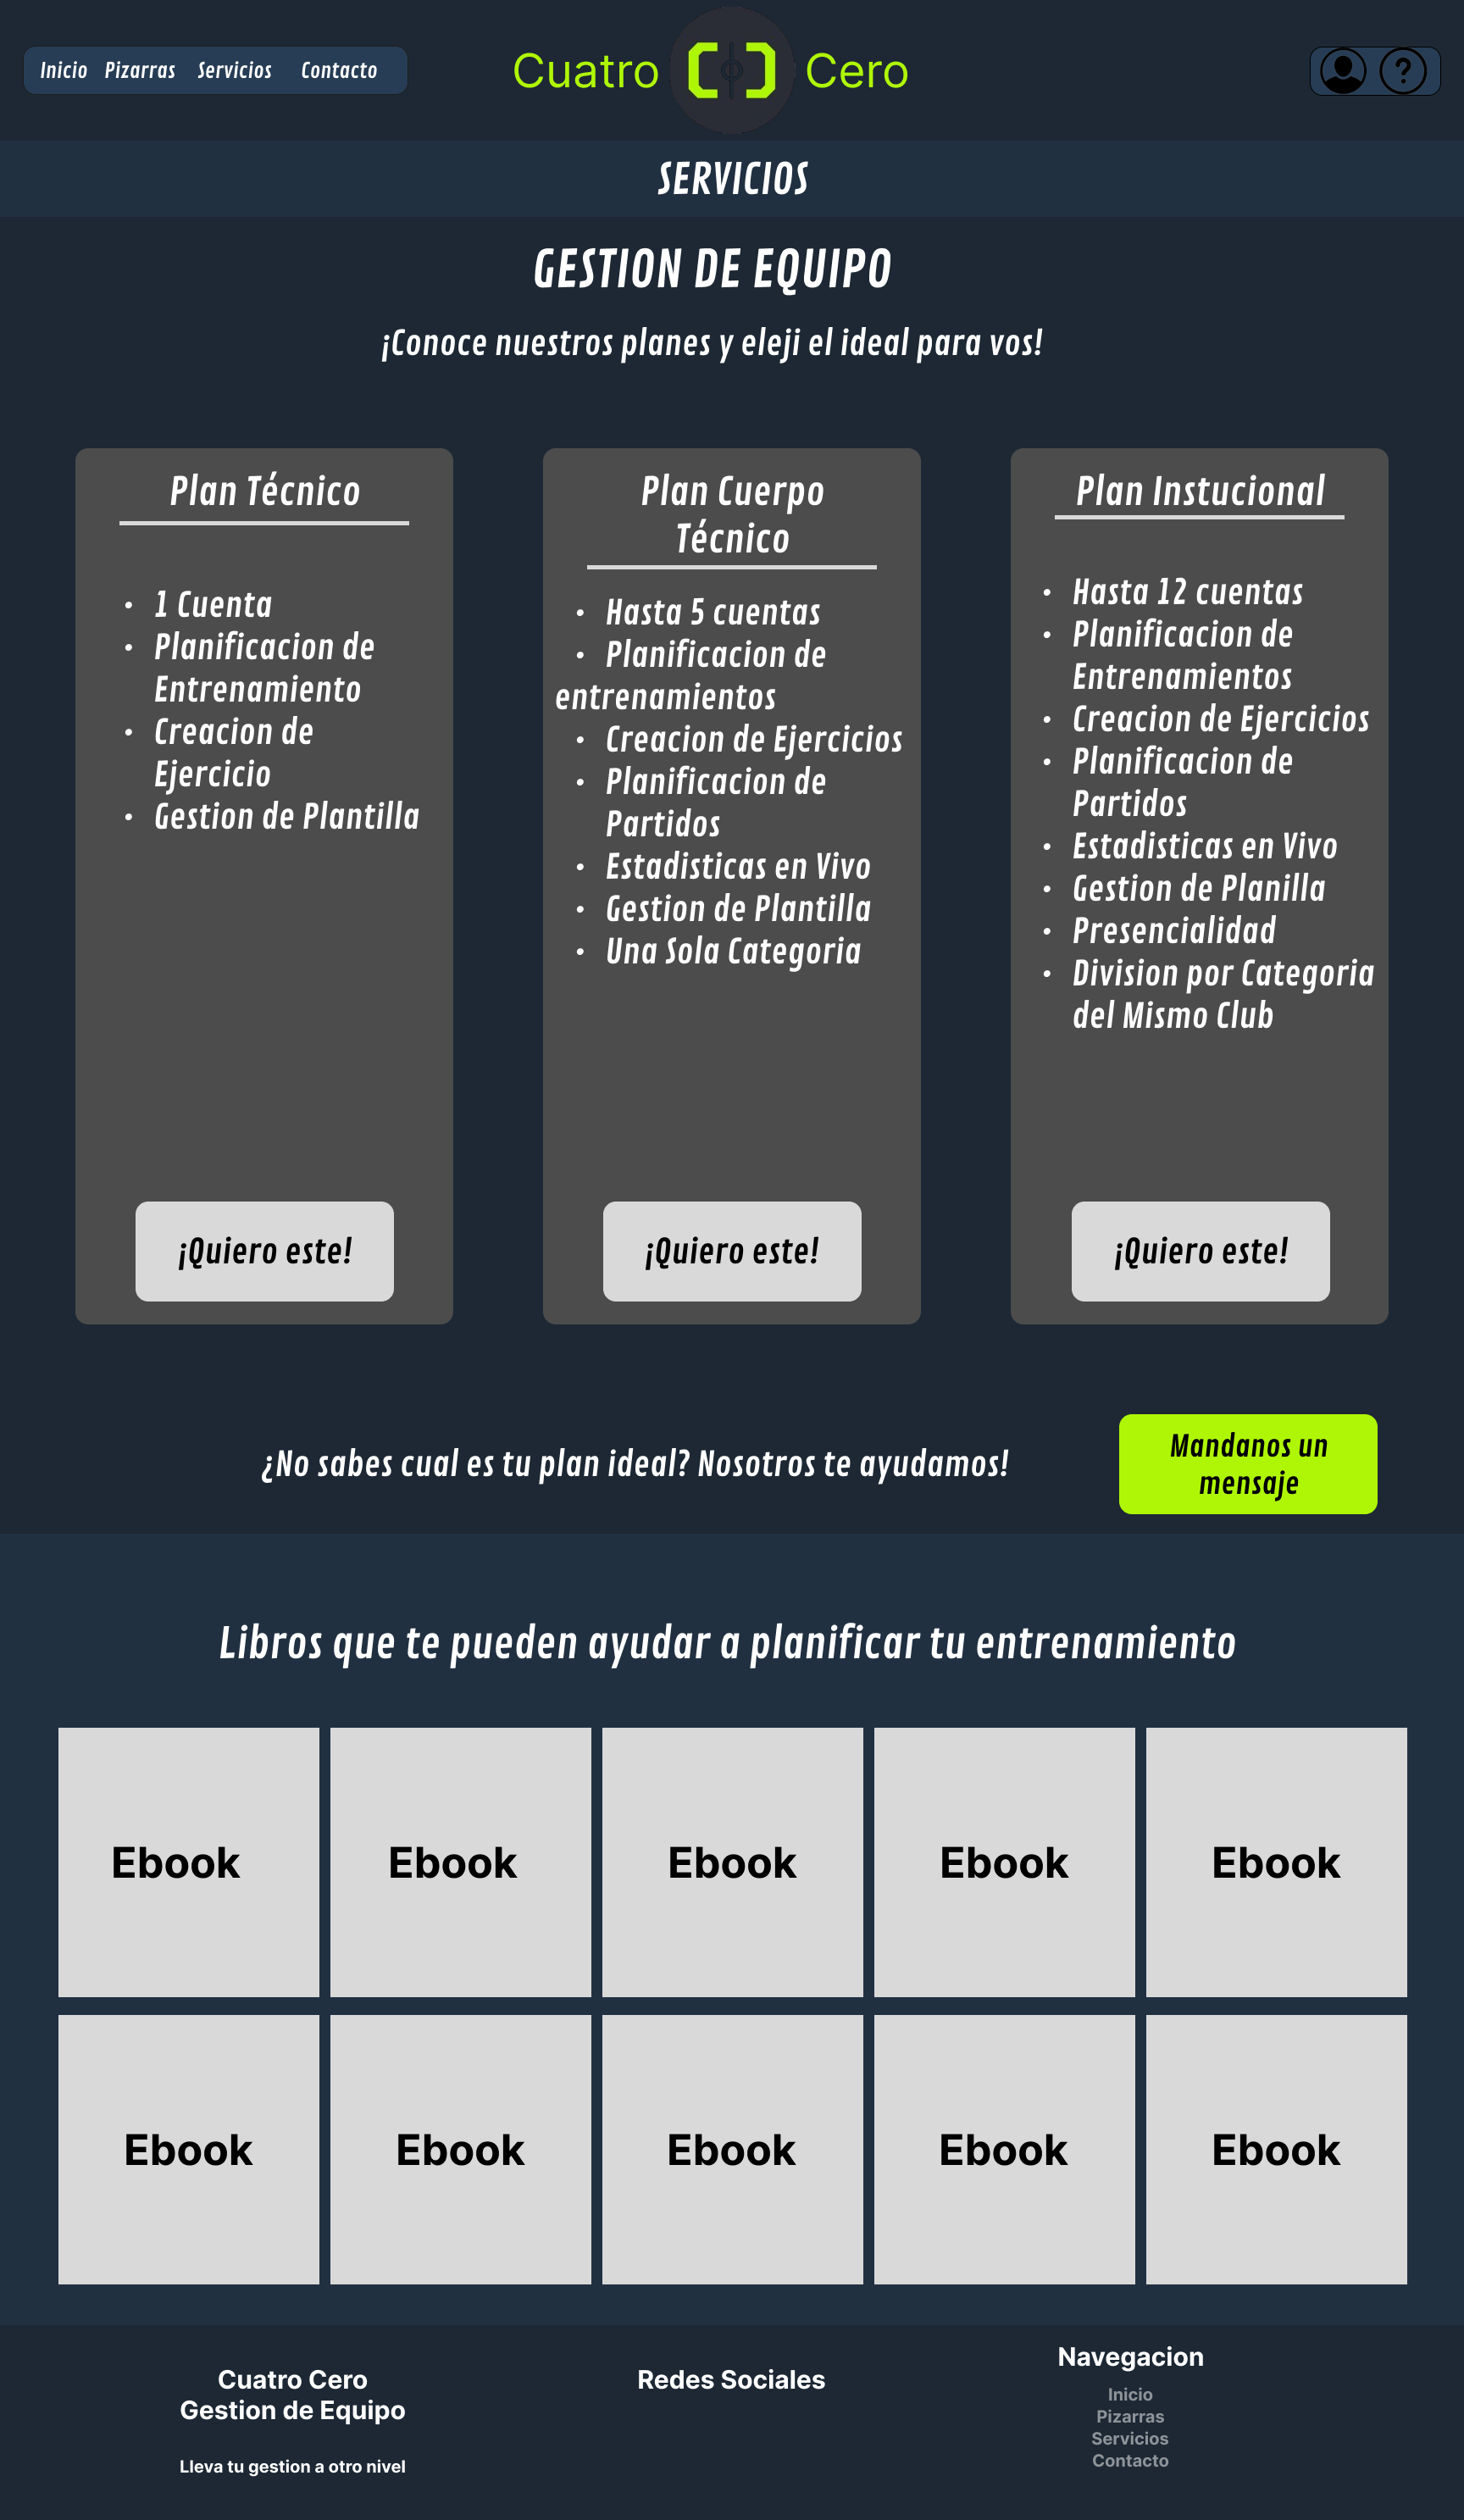 Inicio Pizarras Servicios Contacto
Cuatro Cero
?
SERVICIOS
GESTION DE EQUIPO
¡Conoce nuestros planes y eleji el ideal para vos!
Plan Técnico
• 1 Cuenta
• Planificacion de
Entrenamiento
• Creacion de
Ejercicio
• Gestion de Plantilla
¡Quiero este!
Plan Cuerpo
Técnico
• Hasta 5 cuentas
• Planificacion de
entrenamientos
• Creacion de Ejercicios
• Planificacion de
Partidos
• Estadisticas en Vivo
• Gestion de Plantilla
• Una Sola Categoria
¡Quiero este!
Plan Instucional
• Hasta 12 cuentas
• Planificacion de
Entrenamientos
• Creacion de Ejercicios
• Planificacion de
Partidos
• Estadisticas en Vivo
• Gestion de Planilla
• Presencialidad
• Division por Categoria
del Mismo Club
¡Quiero este!
¿No sabes cual es tu plan ideal? Nosotros te ayudamos!
Mandanos un
mensaje
Libros que te pueden ayudar a planificar tu entrenamiento
Ebook Ebook Ebook Ebook Ebook
Ebook Ebook Ebook Ebook Ebook
Cuatro Cero
Gestion de Equipo
Lleva tu gestion a otro nivel
Redes Sociales
Navegacion
Inicio
Pizarras
Servicios
Contacto